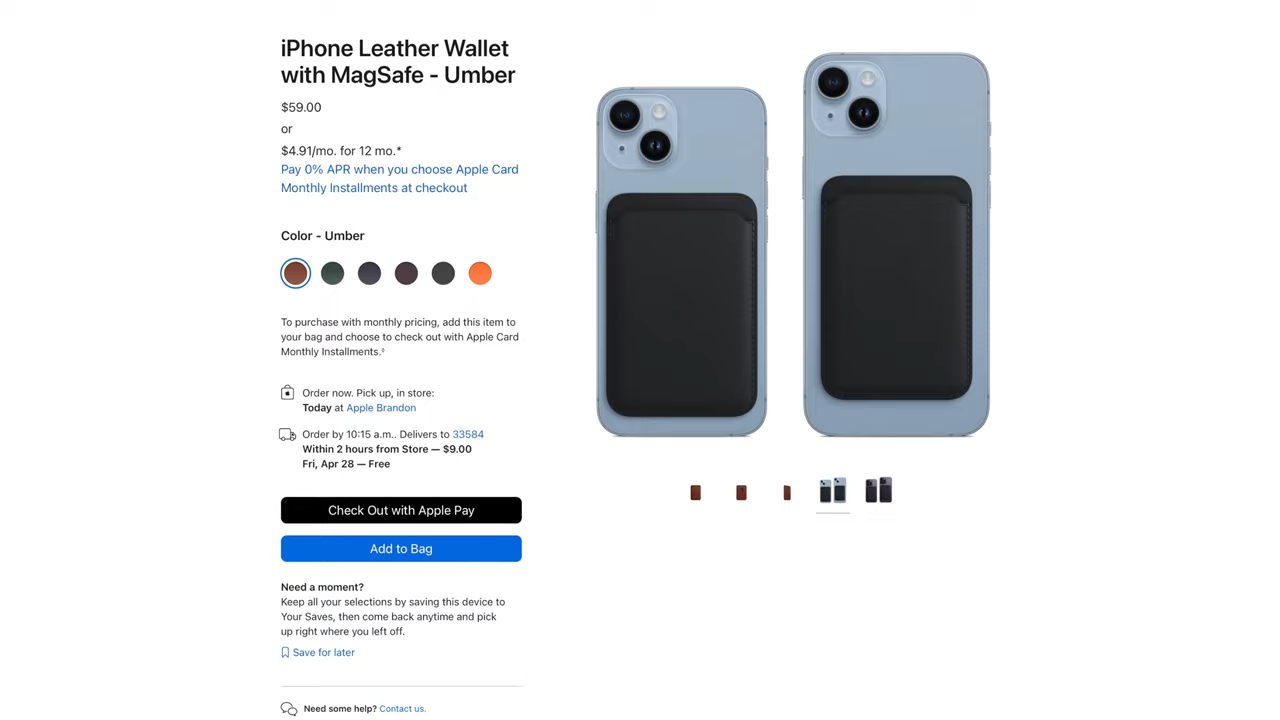 iPhone Leather Wallet
with MagSafe - Umber
$59.00
or
$4.91/mo. for 12 mo.*
Pay 0% APR when you choose Apple Card
Monthly Installments at checkout
Color - Umber
To purchase with monthly pricing, add this item to
your bag and choose to check out with Apple Card
Monthly Installments.◊
Order now. Pick up, in store:
Today at Apple Brandon
Order by 10:15 a.m.. Delivers to 33584
Within 2 hours from Store — $9.00
Fri, Apr 28 — Free
Check Out with Apple Pay
Add to Bag
Need a moment?
Keep all your selections by saving this device to
Your Saves, then come back anytime and pick
up right where you left off.
Save for later
Need some help? Contact us.